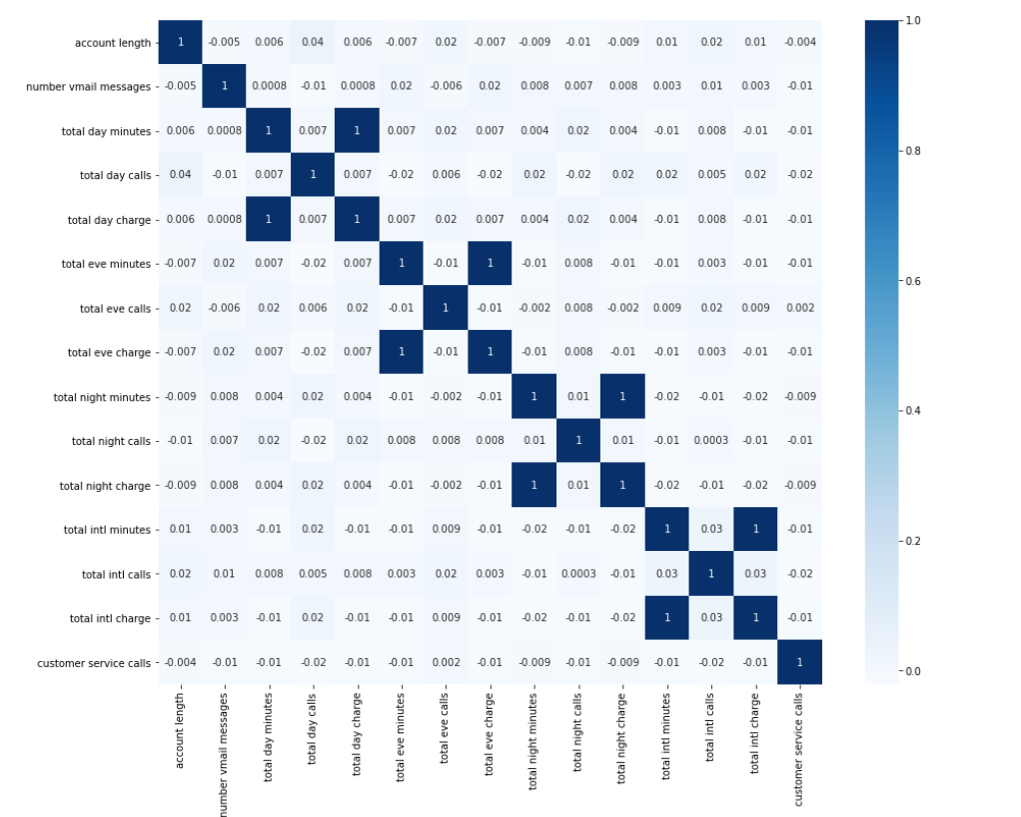 account length 1 -0.005 0.006 0.04 0.006 -0.007 0.02 -0.007 -0.009 -0.01 -0.009 0.01 0.02 0.01 -0.004
number vmail messages -0.005 1 0.0008 -0.01 0.0008 0.02 -0.006 0.02 0.008 0.007 0.008 0.003 0.01 0.003 -0.01
total day minutes 0.006 0.0008 1 0.007 1 0.007 0.02 0.007 0.004 0.02 0.004 -0.01 0.008 -0.01 -0.01
total day calls 0.04 -0.01 0.007 1 0.007 -0.02 0.006 -0.02 0.02 -0.02 0.02 0.02 0.005 0.02 -0.02
total day charge 0.006 0.0008 1 0.007 1 0.007 0.02 0.007 0.004 0.02 0.004 -0.01 0.008 -0.01 -0.01
total eve minutes -0.007 0.02 0.007 -0.02 0.007 1 -0.01 1 -0.01 0.008 -0.01 -0.01 0.003 -0.01 -0.01
total eve calls 0.02 -0.006 0.02 0.006 0.02 -0.01 1 -0.01 -0.002 0.008 -0.002 0.009 0.02 0.009 0.002
total eve charge -0.007 0.02 0.007 -0.02 0.007 1 -0.01 1 -0.01 0.008 -0.01 -0.01 0.003 -0.01 -0.01
total night minutes -0.009 0.008 0.004 0.02 0.004 -0.01 -0.002 -0.01 1 0.01 1 -0.02 -0.01 -0.02 -0.009
total night calls -0.01 0.007 0.02 -0.02 0.02 0.008 0.008 0.008 0.01 1 0.01 -0.01 0.0003 -0.01 -0.01
total night charge -0.009 0.008 0.004 0.02 0.004 -0.01 -0.002 -0.01 1 0.01 1 -0.02 -0.01 -0.02 -0.009
total intl minutes 0.01 0.003 -0.01 0.02 -0.01 -0.01 0.009 -0.01 -0.02 -0.01 -0.02 1 0.03 1 -0.01
total intl calls 0.02 0.01 0.008 0.005 0.008 0.003 0.02 0.003 -0.01 0.0003 -0.01 0.03 1 0.03 -0.02
total intl charge 0.01 0.003 -0.01 0.02 -0.01 -0.01 0.009 -0.01 -0.02 -0.01 -0.02 1 0.03 1 -0.01
customer service calls -0.004 -0.01 -0.01 -0.02 -0.01 -0.01 0.002 -0.01 -0.009 -0.01 -0.009 -0.01 -0.02 -0.01 1
account length
number vmail messages
total day minutes
total day calls
total day charge
total eve minutes
total eve calls
total eve charge
total night minutes
total night calls
total night charge
total intl minutes
total intl calls
total intl charge
customer service calls
1.0
0.8
0.6
0.4
0.2
0.0